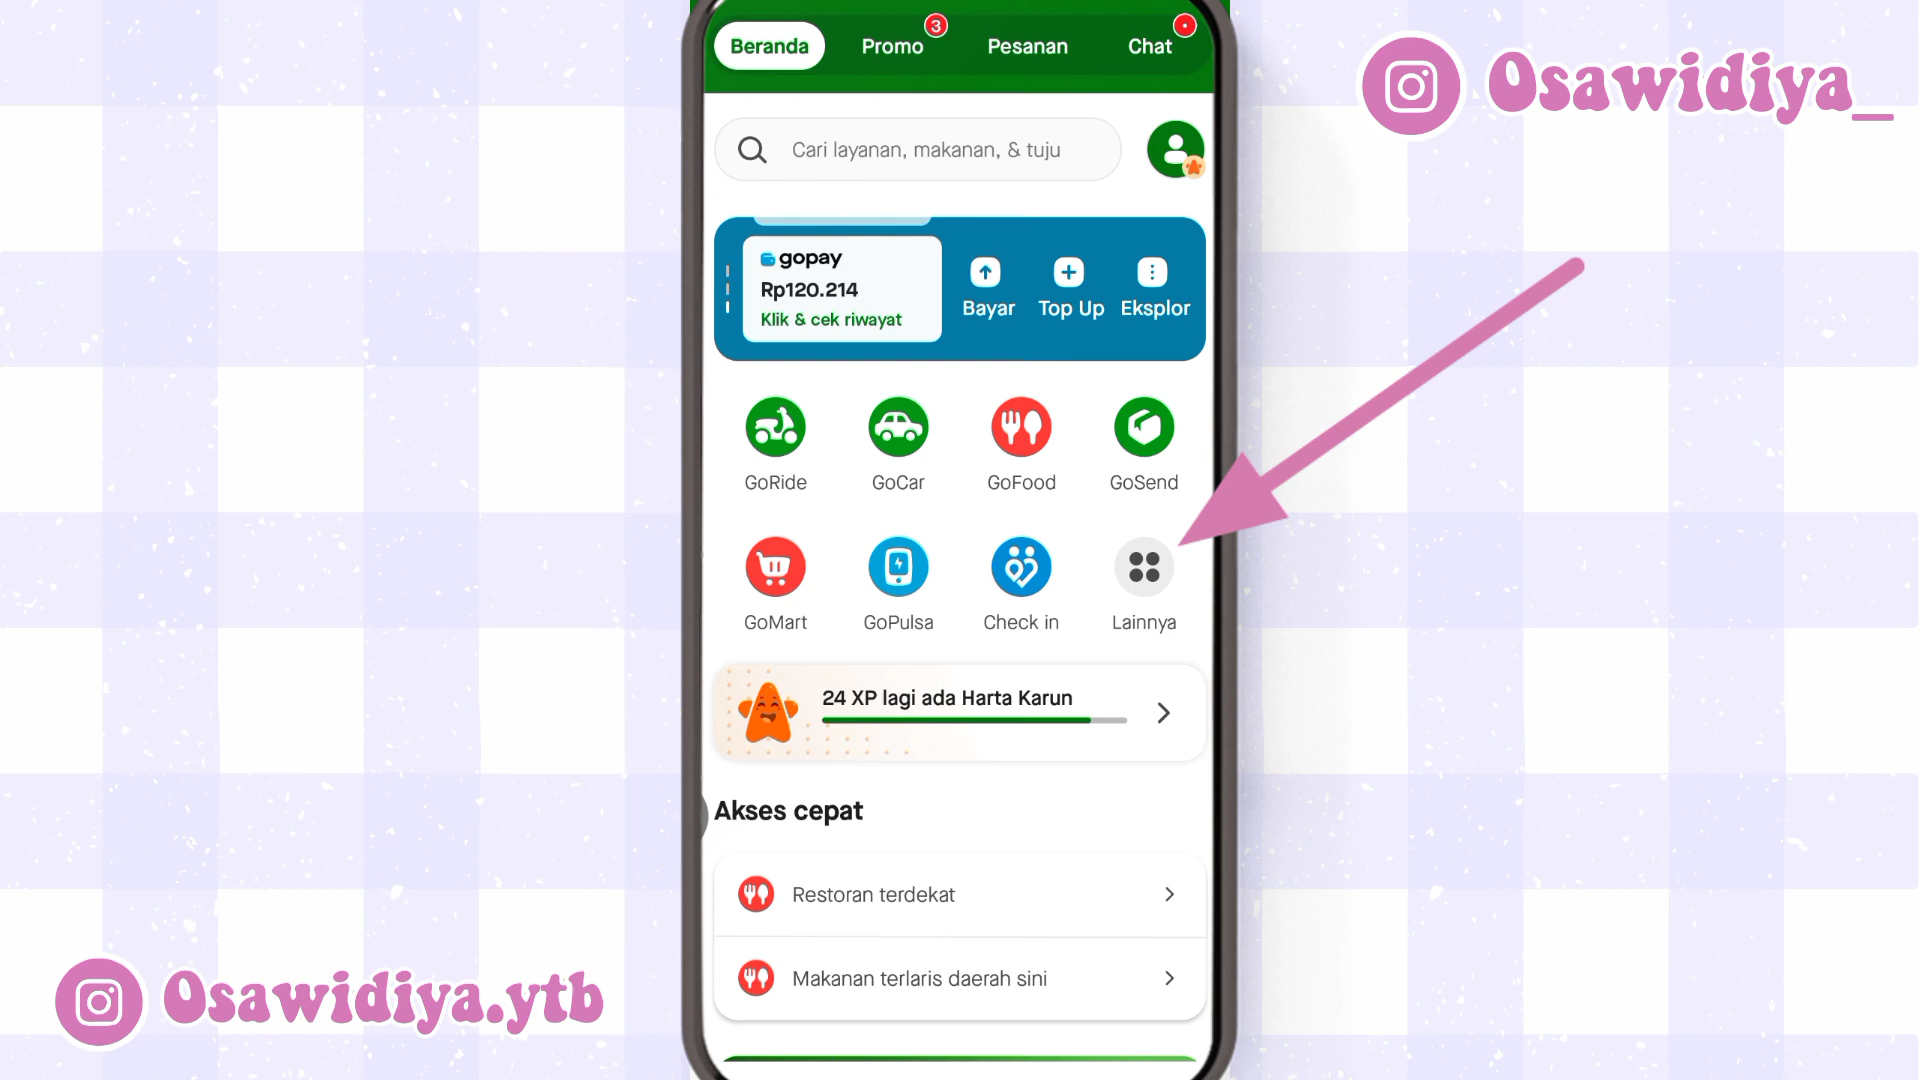 Beranda
Promo
3
Pesanan
Chat
Osawidiya_
Cari layanan, makanan, & tuju
gopay
Rp120.214
Klik & cek riwayat
Bayar
Top Up
Eksplor
GoRide
GoCar
GoFood
GoSend
GoMart
GoPulsa
Check in
Lainnya
24 XP lagi ada Harta Karun
Akses cepat
Restoran terdekat
Makanan terlaris daerah sini
Osawidiya.ytb